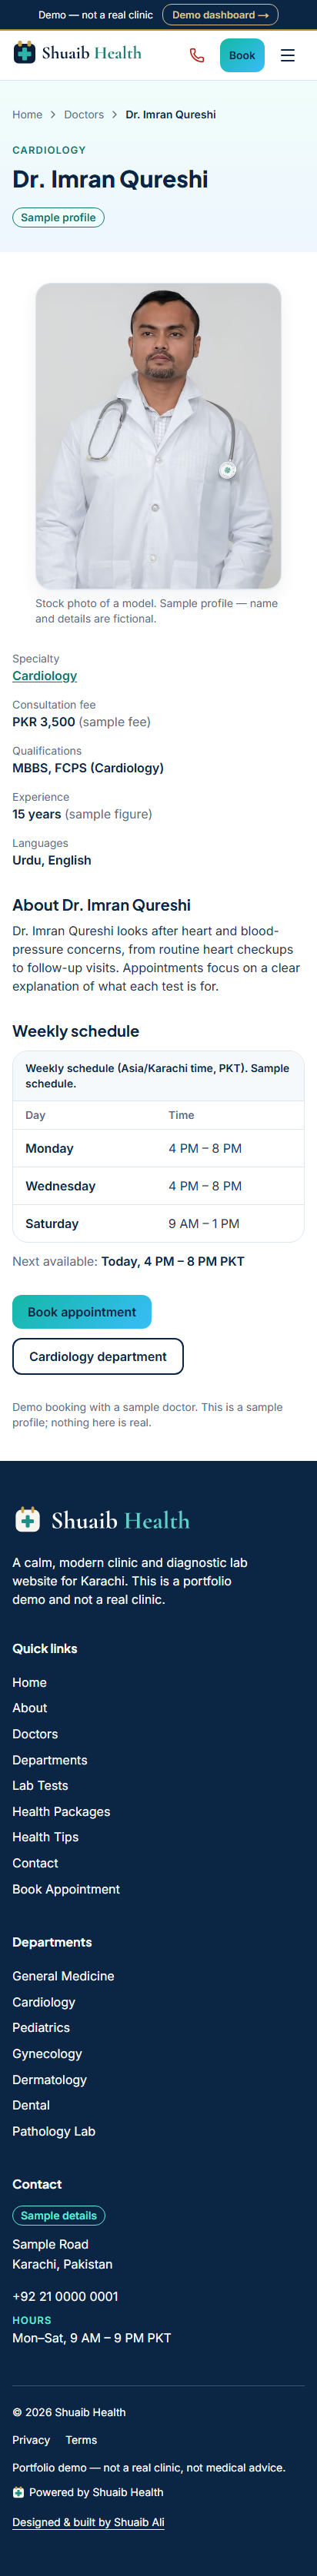 Demo — not a real clinic Demo dashboard →
Shuaib Health Book
Home > Doctors > Dr. Imran Qureshi
CARDIOLOGY
Dr. Imran Qureshi
Sample profile
Stock photo of a model. Sample profile — name
and details are fictional.
Specialty
Cardiology
Consultation fee
PKR 3,500 (sample fee)
Qualifications
MBBS, FCPS (Cardiology)
Experience
15 years (sample figure)
Languages
Urdu, English
About Dr. Imran Qureshi
Dr. Imran Qureshi looks after heart and blood-
pressure concerns, from routine heart checkups
to follow-up visits. Appointments focus on a clear
explanation of what each test is for.
Weekly schedule
Weekly schedule (Asia/Karachi time, PKT). Sample
schedule.
Day Time
Monday 4 PM – 8 PM
Wednesday 4 PM – 8 PM
Saturday 9 AM – 1 PM
Next available: Today, 4 PM – 8 PM PKT
Book appointment
Cardiology department
Demo booking with a sample doctor. This is a sample
profile; nothing here is real.
Shuaib Health
A calm, modern clinic and diagnostic lab
website for Karachi. This is a portfolio
demo and not a real clinic.
Quick links
Home
About
Doctors
Departments
Lab Tests
Health Packages
Health Tips
Contact
Book Appointment
Departments
General Medicine
Cardiology
Pediatrics
Gynecology
Dermatology
Dental
Pathology Lab
Contact
Sample details
Sample Road
Karachi, Pakistan
+92 21 0000 0001
HOURS
Mon–Sat, 9 AM – 9 PM PKT
© 2026 Shuaib Health
Privacy Terms
Portfolio demo — not a real clinic, not medical advice.
Powered by Shuaib Health
Designed & built by Shuaib Ali